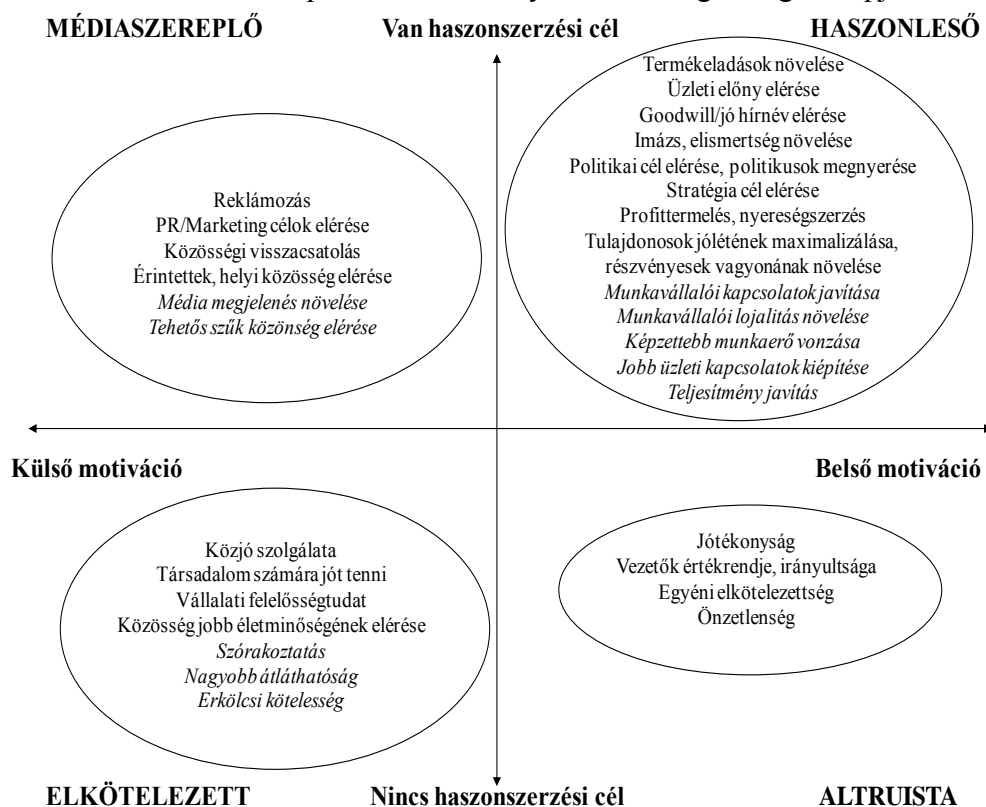 MÉDIASZEREPLŐ
Van haszonszerzési cél
HASZONLESŐ
Termékeladások növelése
Üzleti előny elérése
Goodwill/jó hírnév elérése
Imázs, elismertség növelése
Politikai cél elérése, politikusok megnyerése
Stratégia cél elérése
Profittermelés, nyereségszerzés
Tulajdonosok jólétének maximalizálása,
részvényesek vagyonának növelése
Munkavállalói kapcsolatok javítása
Munkavállalói lojalitás növelése
Képzettebb munkaerő vonzása
Jobb üzleti kapcsolatok kiépítése
Teljesítmény javítás
Reklámozás
PR/Marketing célok elérése
Közösségi visszacsatolás
Érintettek, helyi közösség elérése
Média megjelenés növelése
Tehetős szűk közönség elérése
Külső motiváció
Belső motiváció
Közjó szolgálata
Társadalom számára jót tenni
Vállalati felelősségtudat
Közösség jobb életminőségének elérése
Szórakoztatás
Nagyobb átláthatóság
Erkölcsi kötelesség
Jótékonyság
Vezetők értékrendje, irányultsága
Egyéni elkötelezettség
Önzetlenség
ELKÖTELEZETT
Nincs haszonszerzési cél
ALTRUISTA